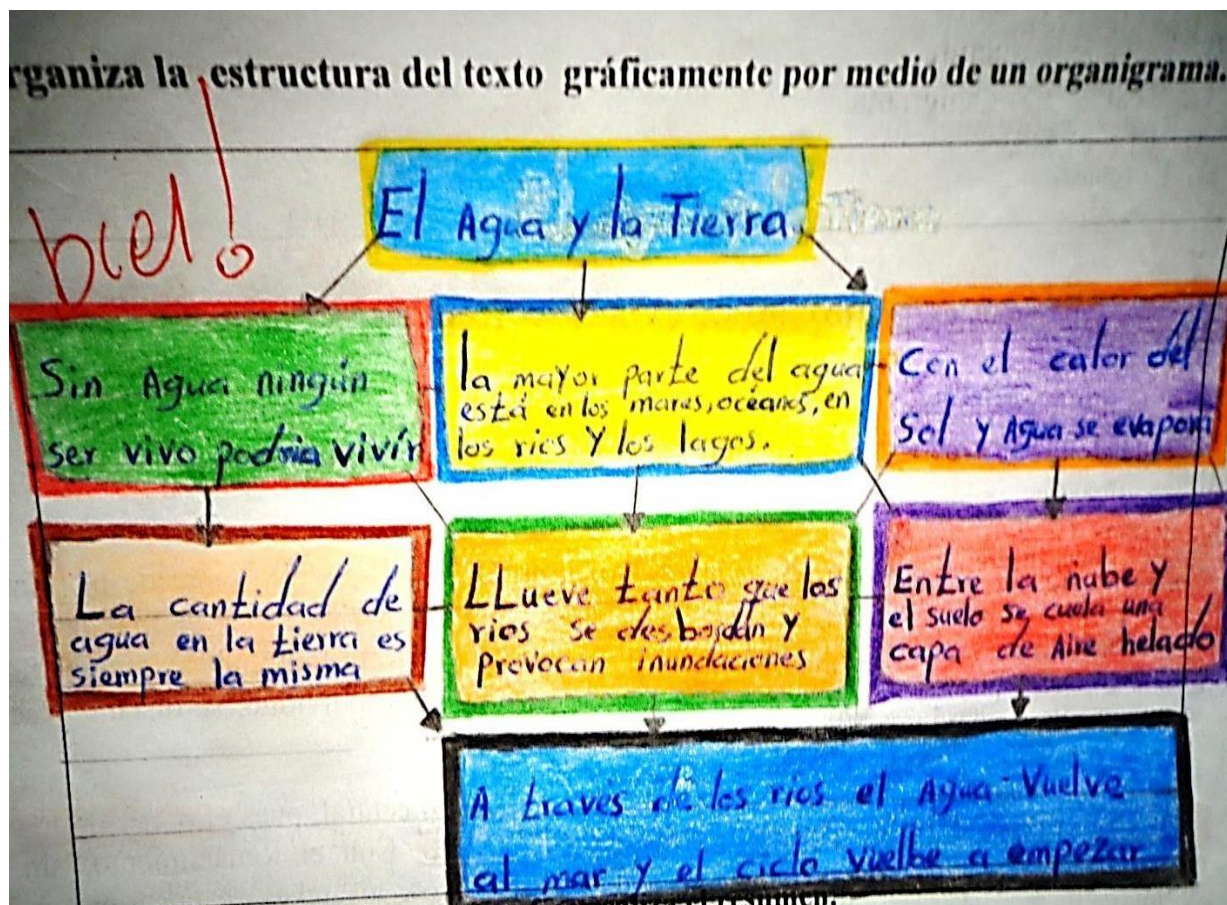 rganiza la estructura del texto gráficamente por medio de un organigrama.
bien!
El Agua y la Tierra
Sin Agua ningún
ser vivo podria vivír
la mayor parte del agua
está en los mares, océanos, en
los rios Y los lagos.
Con el calor del
Sol y Agua se evapora
La cantidad de
agua en la tierra es
siempre la misma
LLueve tanto que los
rios se desbordan y
provocan inundaciones
Entre la nube y
el suelo se cuela una
capa de Aire helado
A través de los rios el Agua Vuelve
al mar y el ciclo vuelbe a empezar